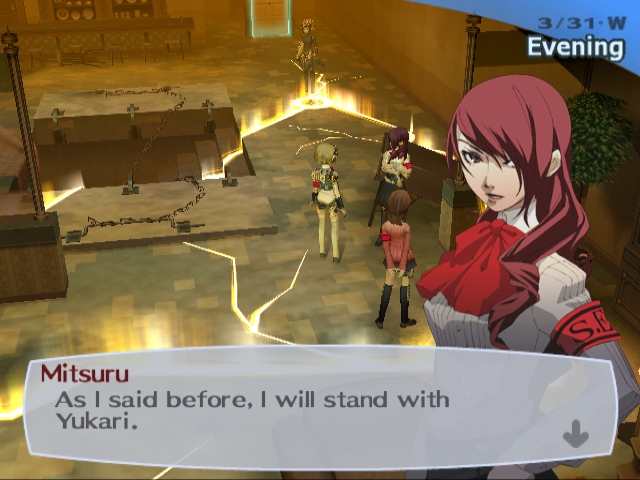 3/31·W
Evening
S.E
Mitsuru
As I said before, I will stand with
Yukari.